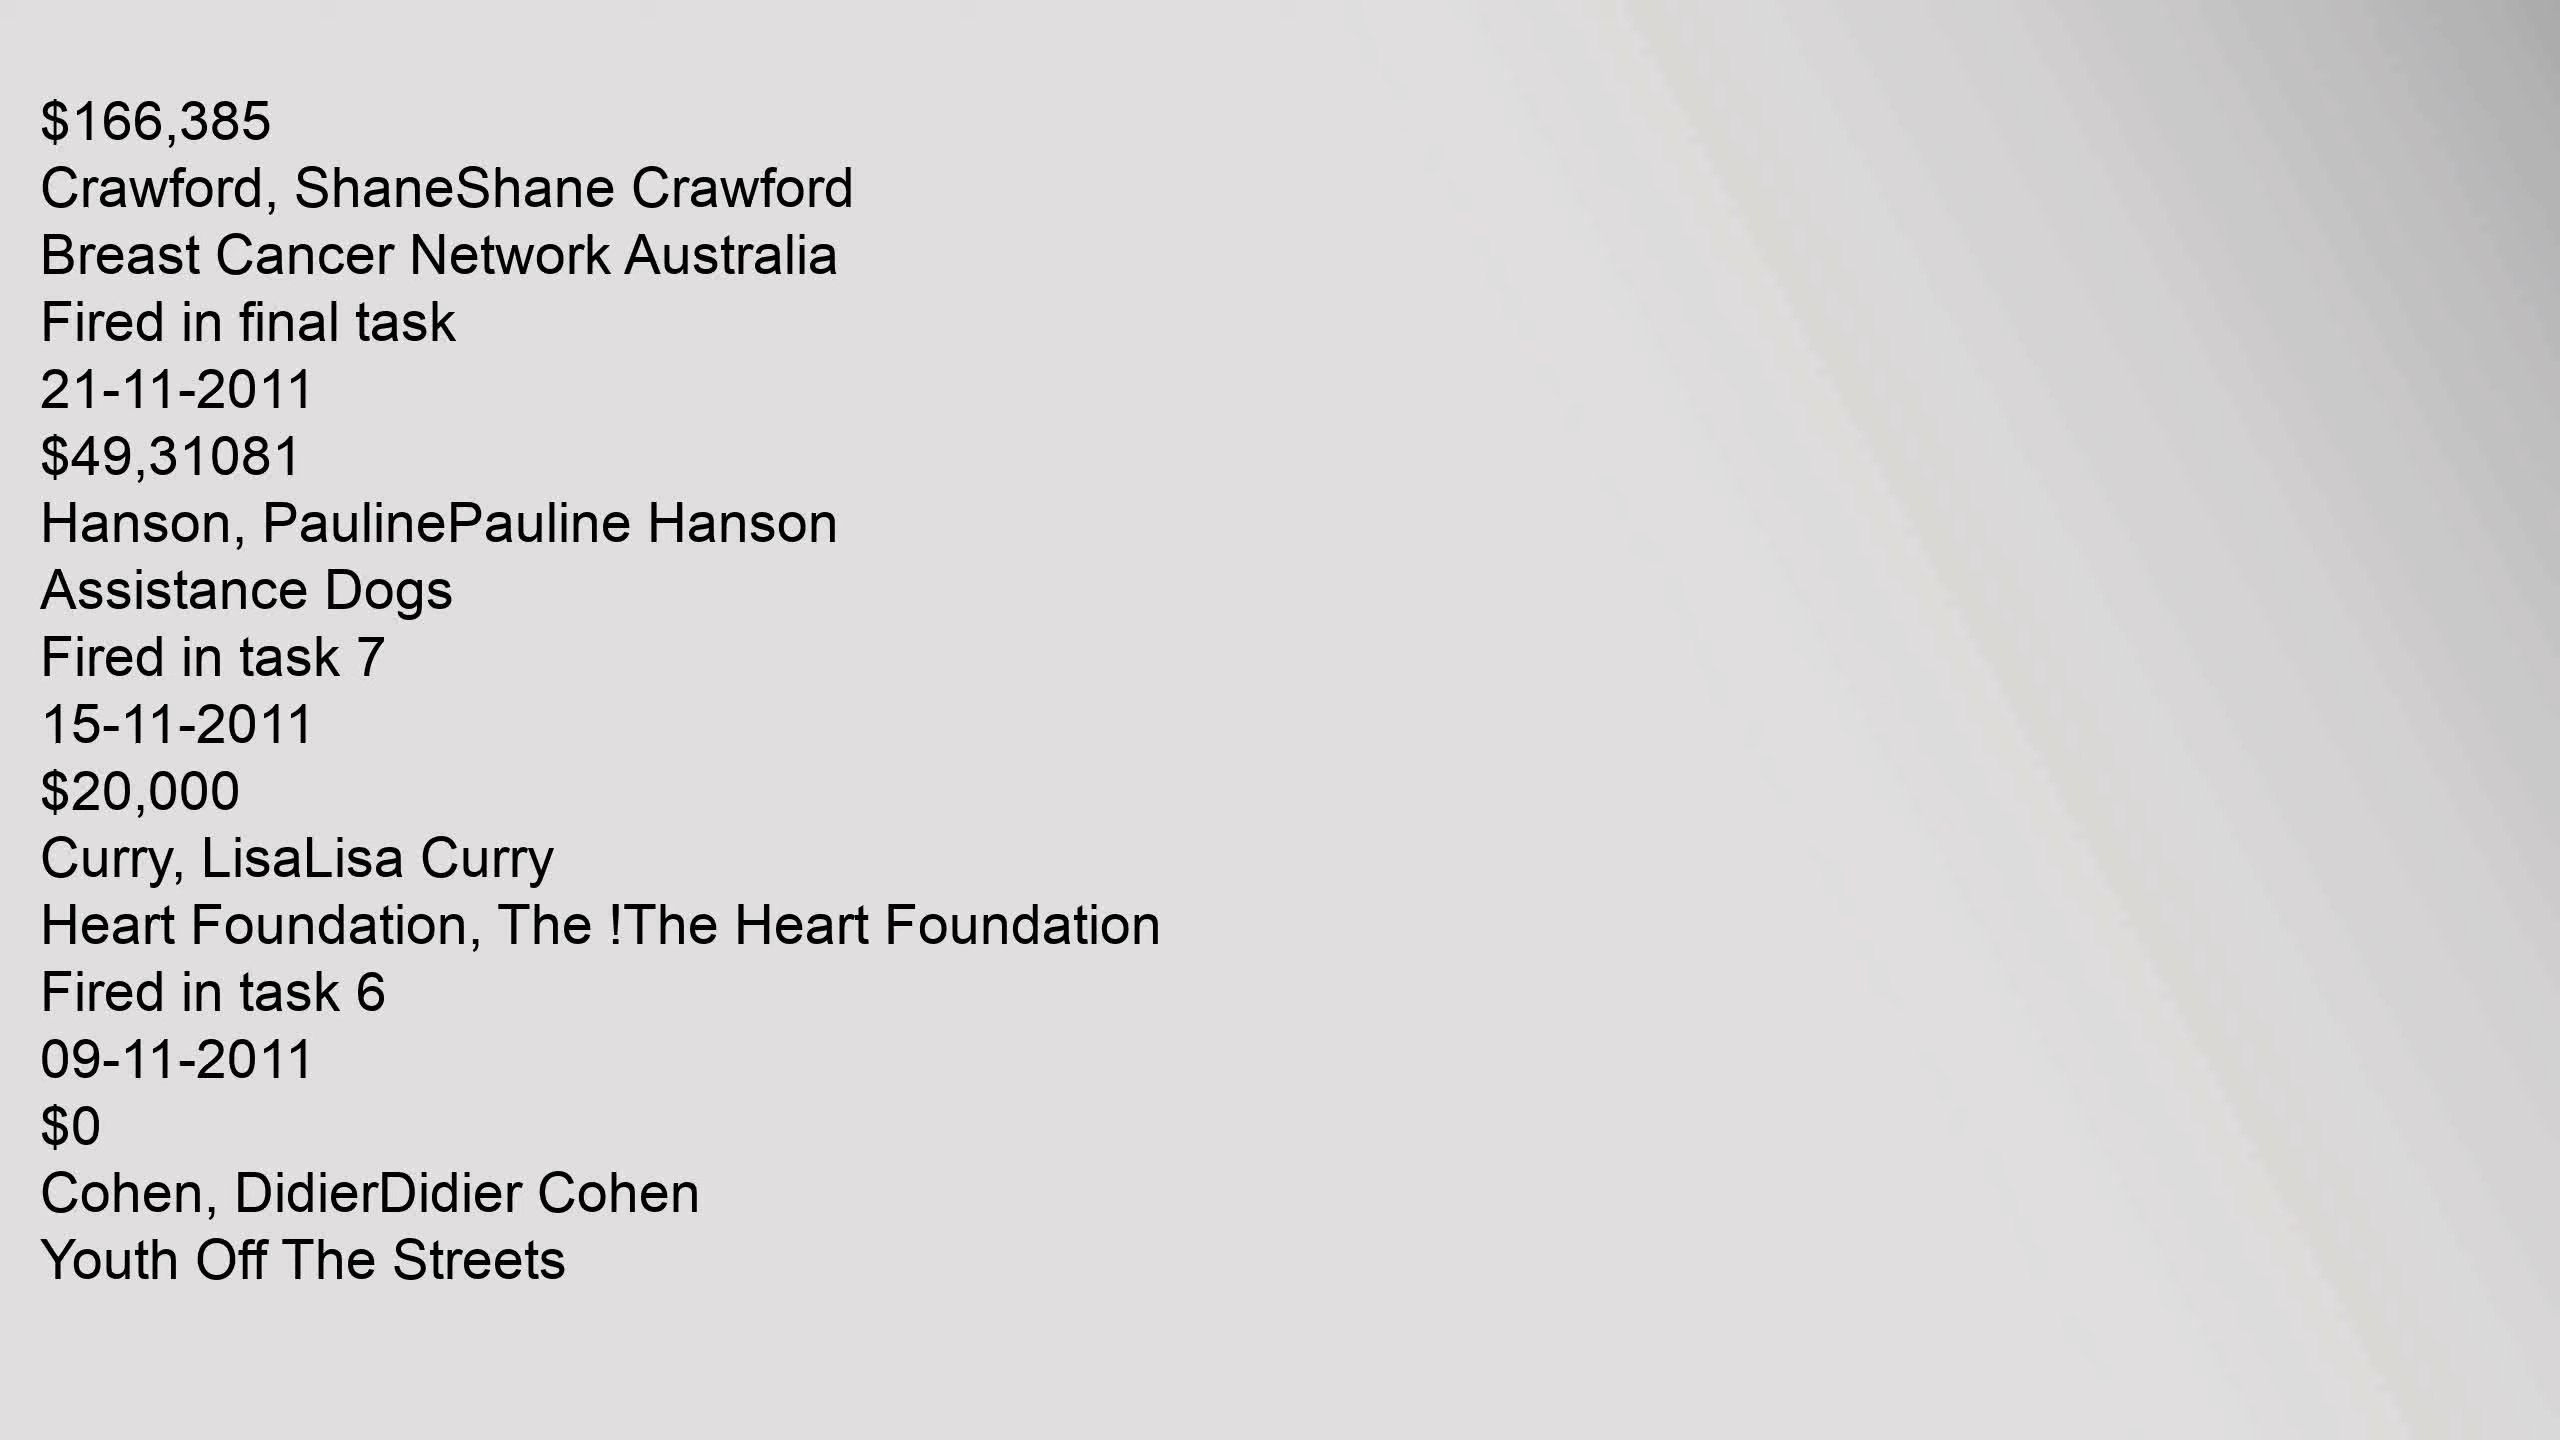 $166,385
Crawford, ShaneShane Crawford
Breast Cancer Network Australia
Fired in final task
21-11-2011
$49,31081
Hanson, PaulinePauline Hanson
Assistance Dogs
Fired in task 7
15-11-2011
$20,000
Curry, LisaLisa Curry
Heart Foundation, The !The Heart Foundation
Fired in task 6
09-11-2011
$0
Cohen, DidierDidier Cohen
Youth Off The Streets